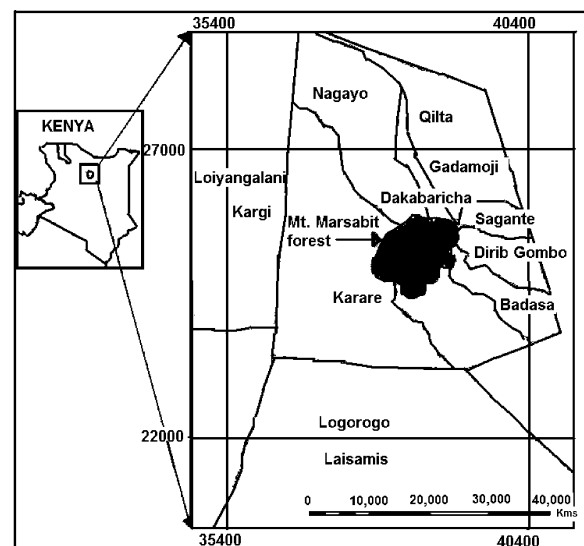 35400 40400
KENYA
Nagayo
Qilta
27000
Gadamoji
Loiyangalani
Kargi
Dakabaricha
Sagante
Mt. Marsabit
forest
Dirib Gombo
Karare
Badasa
Logorogo
22000
Laisamis
0 10,000 20,000 30,000 40,000
Kms
35400 40400